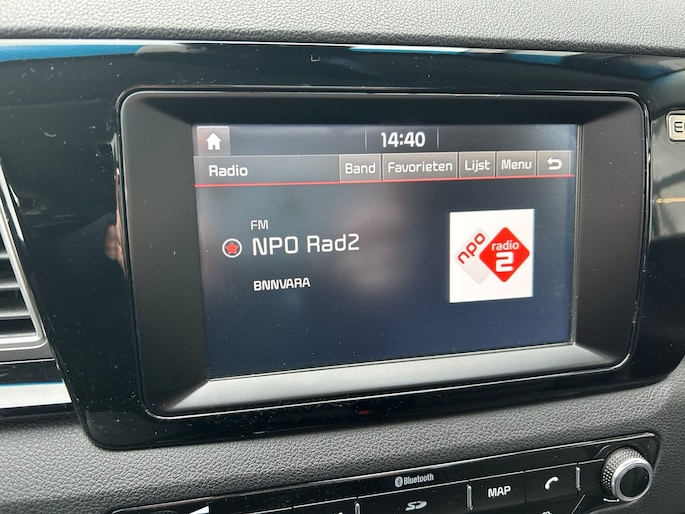 14:40
Radio Band Favorieten Lijst Menu
FM
NPO Rad2
BNNVARA
npo radio 2
Bluetooth
SD
MAP